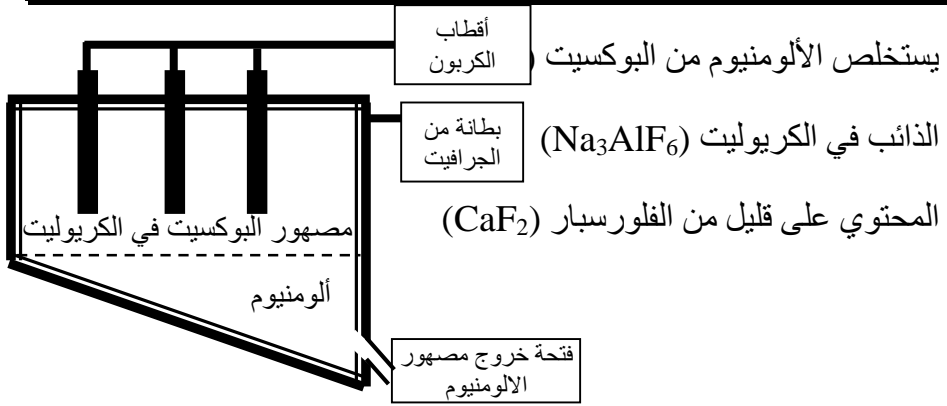 أقطاب
الكربون
يستخلص الألومنيوم من البوكسيت (
بطانة من
الجرافيت
الذائب في الكريوليت (Na₃AlF₆)
المحتوي على قليل من الفلورسبار (CaF₂)
مصهور البوكسيت في الكريوليت
ألومنيوم
فتحة خروج مصهور
الالومنيوم